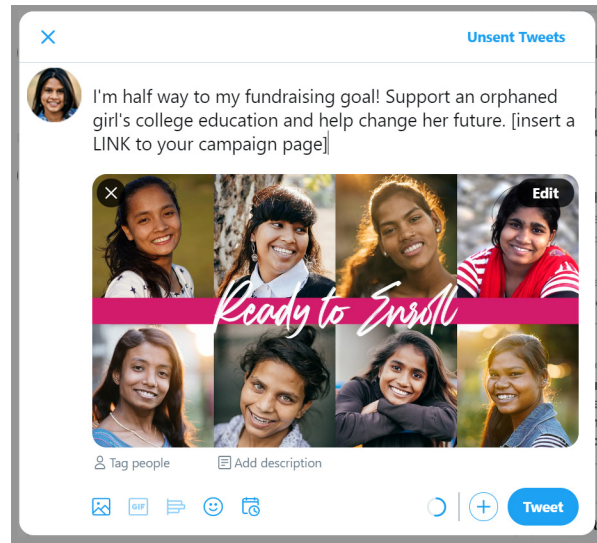 Unsent Tweets
I'm half way to my fundraising goal! Support an orphaned
girl's college education and help change her future. [insert a
LINK to your campaign page]
Edit
Ready to Enroll
Tag people
Add description
GIF
Tweet